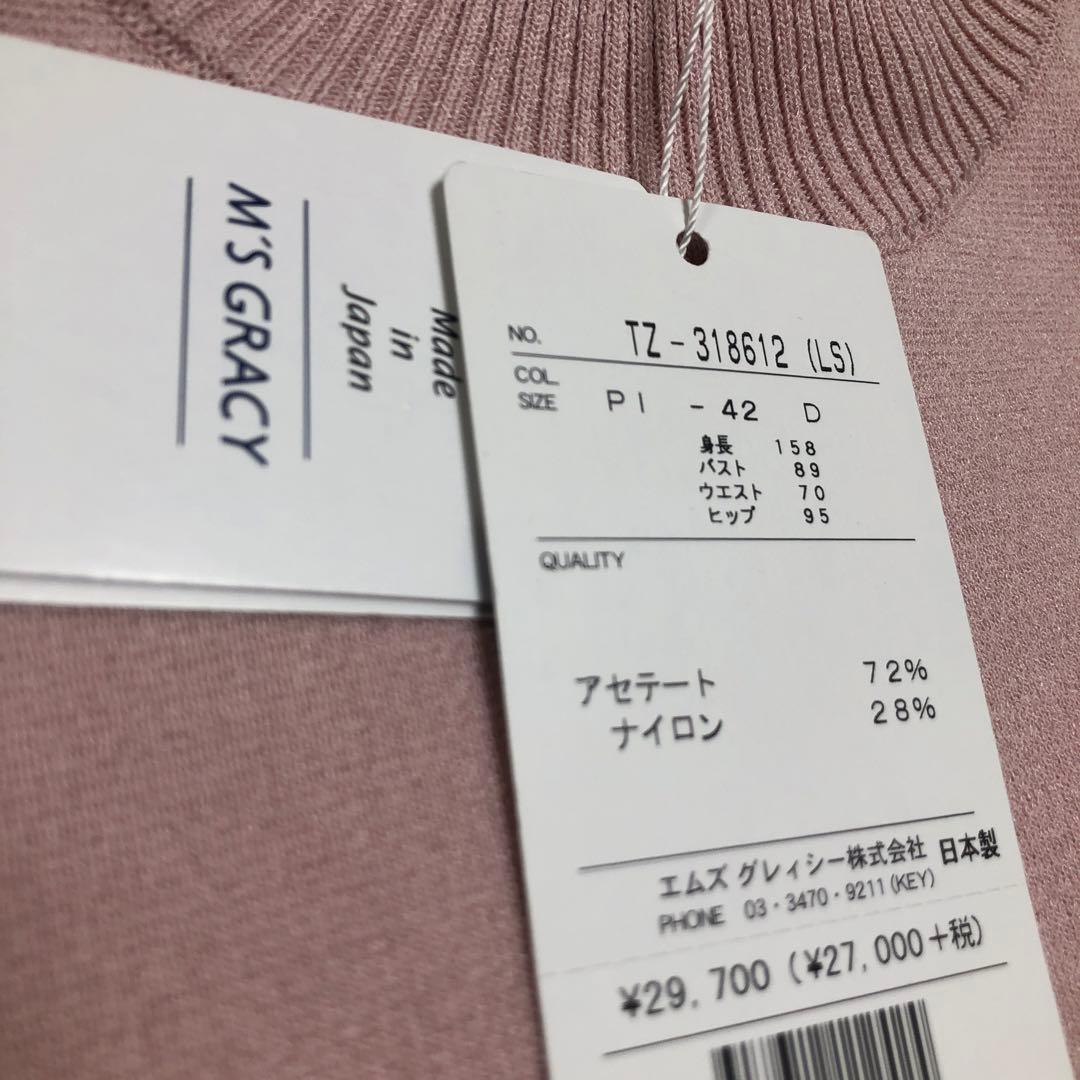 M'S GRACY
Made
in
Japan
NO. TZ-318612 (LS)
COL.
SIZE PI - 42 D
身長 158
バスト 89
ウエスト 70
ヒップ 95
QUALITY
アセテート 72%
ナイロン 28%
エムズ グレィシー株式会社 日本製
PHONE 03・3470・9211 (KEY)
¥29,700 (¥27,000+税)